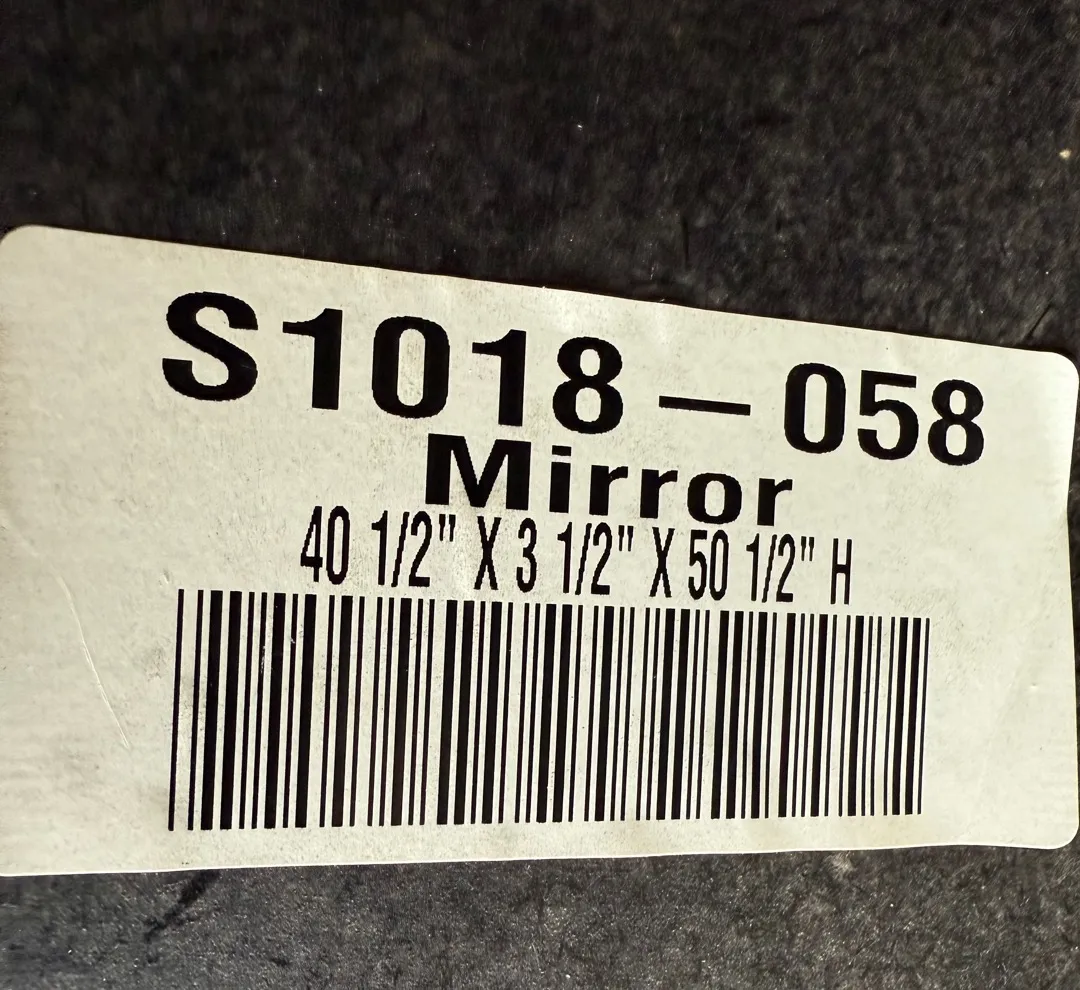 S1018-058
Mirror
40 1/2" X 3 1/2" X 50 1/2" H